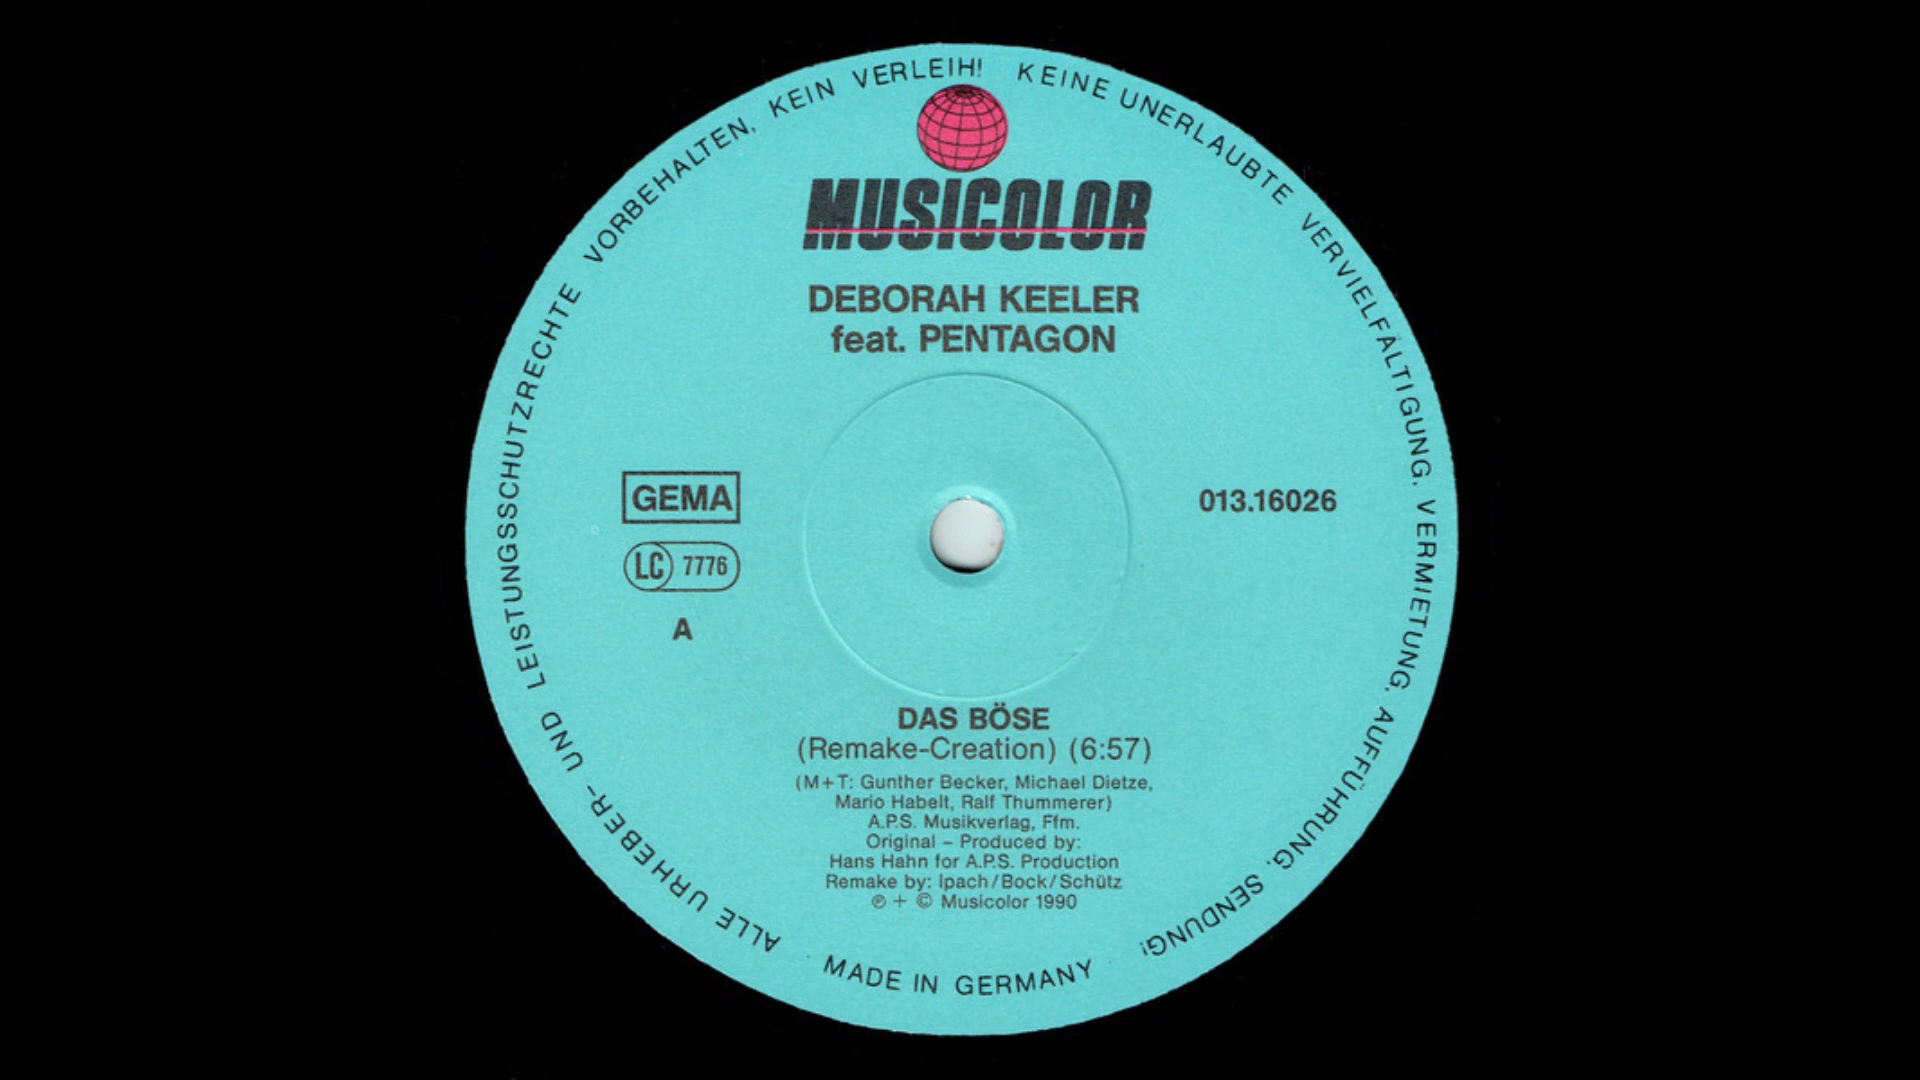 ALLE URHEBER- UND LEISTUNGSSCHUTZRECHTE VORBEHALTEN, KEIN VERLEIH! KEINE UNERLAUBTE VERVIELFÄLTIGUNG, VERMIETUNG, AUFFÜHRUNG, SENDUNG!
MUSICOLOR
DEBORAH KEELER
feat. PENTAGON
GEMA
LC 7776
A
013.16026
DAS BÖSE
(Remake-Creation) (6:57)
(M+T: Gunther Becker, Michael Dietze,
Mario Habelt, Ralf Thummerer)
A.P.S. Musikverlag, Ffm.
Original – Produced by:
Hans Hahn for A.P.S. Production
Remake by: Ipach/Bock/Schütz
℗ + © Musicolor 1990
MADE IN GERMANY